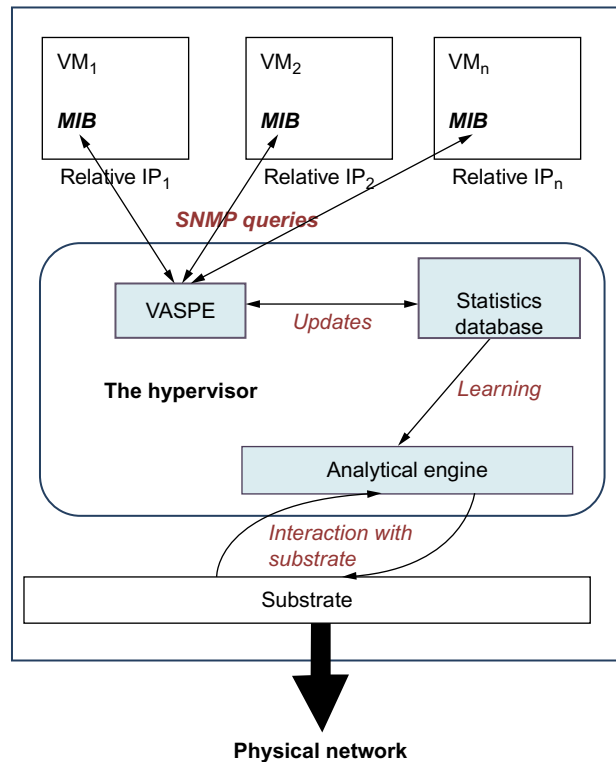 VM₁
VM₂
VMₙ
MIB
MIB
MIB
Relative IP₁
Relative IP₂
Relative IPₙ
SNMP queries
VASPE
Updates
Statistics
database
The hypervisor
Learning
Analytical engine
Interaction with
substrate
Substrate
Physical network